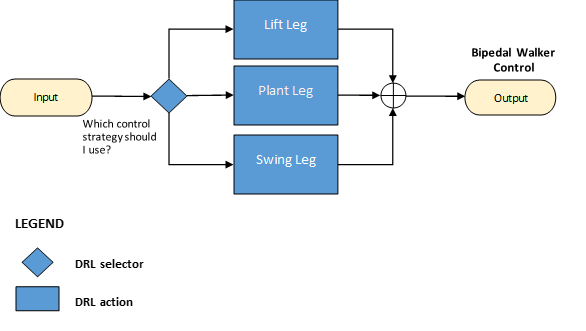 Lift Leg
Bipedal Walker
Control
Input
Plant Leg
Output
Which control
strategy should
I use?
Swing Leg
LEGEND
DRL selector
DRL action